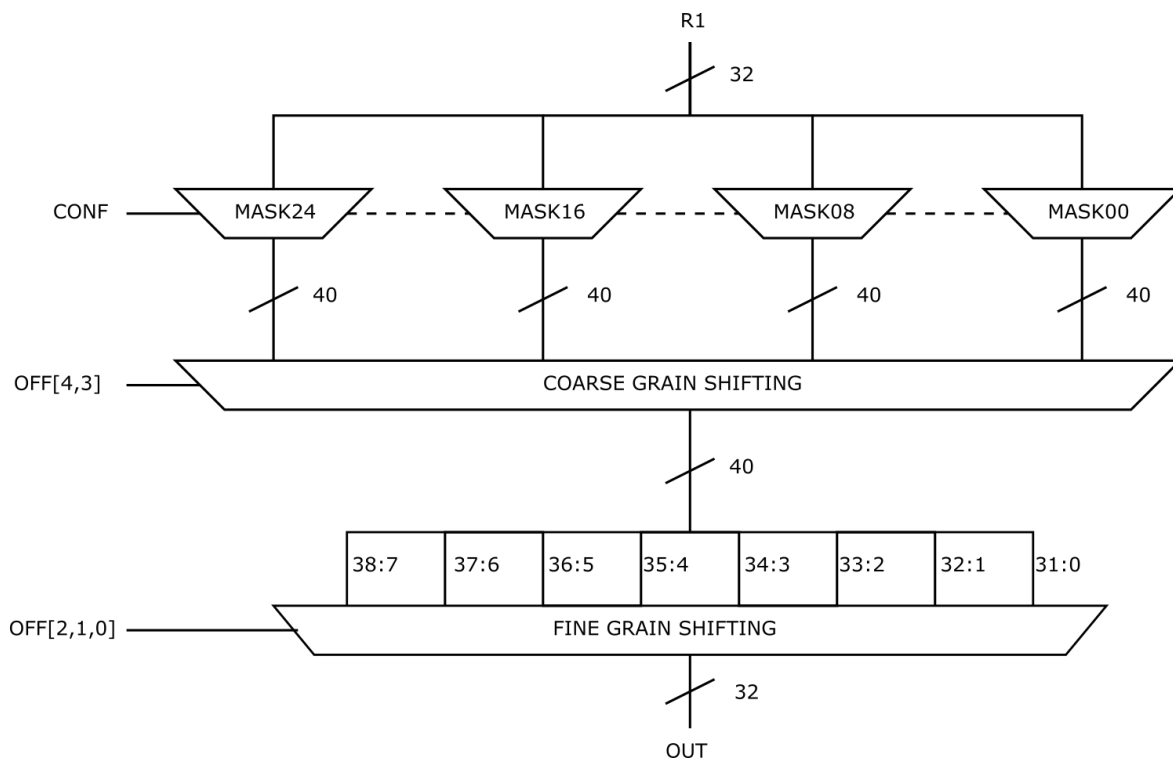 R1
32
CONF
MASK24
MASK16
MASK08
MASK00
40
40
40
40
OFF[4,3]
COARSE GRAIN SHIFTING
40
38:7
37:6
36:5
35:4
34:3
33:2
32:1
31:0
OFF[2,1,0]
FINE GRAIN SHIFTING
32
OUT